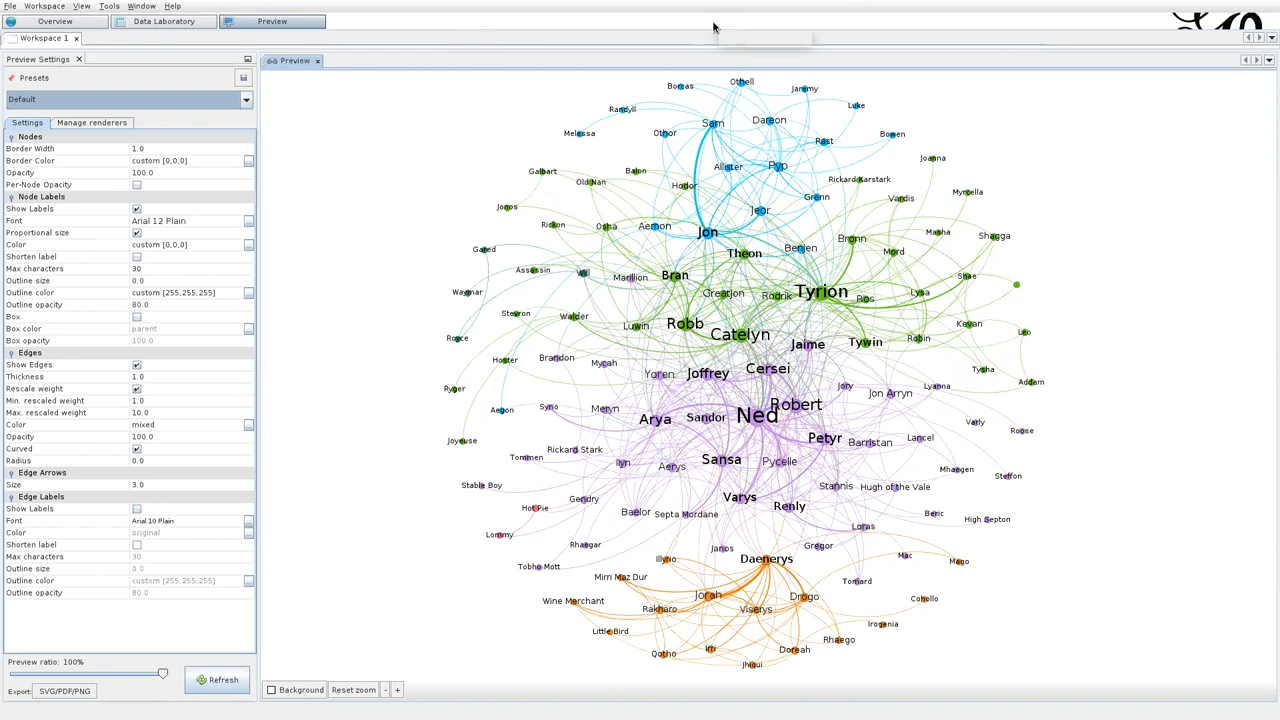 File Workspace View Tools Window Help
Overview Data Laboratory Preview
Workspace 1
Preview Settings
Preview
Presets
Default
Settings Manage renderers
Nodes
Border Width 1.0
Border Color custom [0,0,0]
Opacity 100.0
Per-Node Opacity
Node Labels
Show Labels
Font Arial 12 Plain
Proportional size
Color custom [0,0,0]
Shorten label
Max characters 30
Outline size 0.0
Outline color custom [255,255,255]
Outline opacity 80.0
Box
Box color parent
Box opacity 100.0
Edges
Show Edges
Thickness 1.0
Rescale weight
Min. rescaled weight 1.0
Max. rescaled weight 10.0
Color mixed
Opacity 100.0
Curved
Radius 0.0
Edge Arrows
Size 3.0
Edge Labels
Show Labels
Font Arial 10 Plain
Color original
Shorten label
Max characters 30
Outline size 0.0
Outline color custom [255,255,255]
Outline opacity 80.0
Preview ratio: 100%
Export: SVG/PDF/PNG
Refresh
Othell
Borcas Jaremy
Randyll Luke
Sam Dareon
Melessa Othor Rast Bowen
Joanna
Allister Pyp
Galbart Balon
Old Nan Hodor Rickard Karstark
Myrcella
Grenn Vardis
Jonos Jeor
Rickon Osha Aemon
Jon Masha Shagga
Bronn
Gared Theon Benjen Mord
Assassin Will Marillion Bran Shae
Waymar Greatjon Rodrik Tyrion Ros Lysa
Stevron Walder Luwin Robb Kevan Leo
Royce Catelyn Jaime Tywin Robin
Hoster Brandon Mycah Cersei
Yoren Joffrey Tysha Addam
Ryger Jory Lyanna
Jon Arryn
Aegon Syno Meryn Robert
Arya Sandor Ned Varly Roose
Joyeuse Petyr Barristan Lancel
Rickard Stark
Tommen Ilyn Aerys Sansa Pycelle Mhaegen Steffon
Stable Boy Stannis Hugh of the Vale
Gendry Varys
Hot Pie Baelor Septa Mordane Renly Beric High Septon
Lommy Loras
Rhaegar Janos Gregor Mac Mago
Tobho Mott Illyrio Daenerys
Mirri Maz Dur Tomard
Wine Merchant Rakharo Jorah Viserys Drogo Cohollo
Little Bird Irogenia
Rhaego
Qotho Irri Doreah
Jhiqui
Background Reset zoom - +